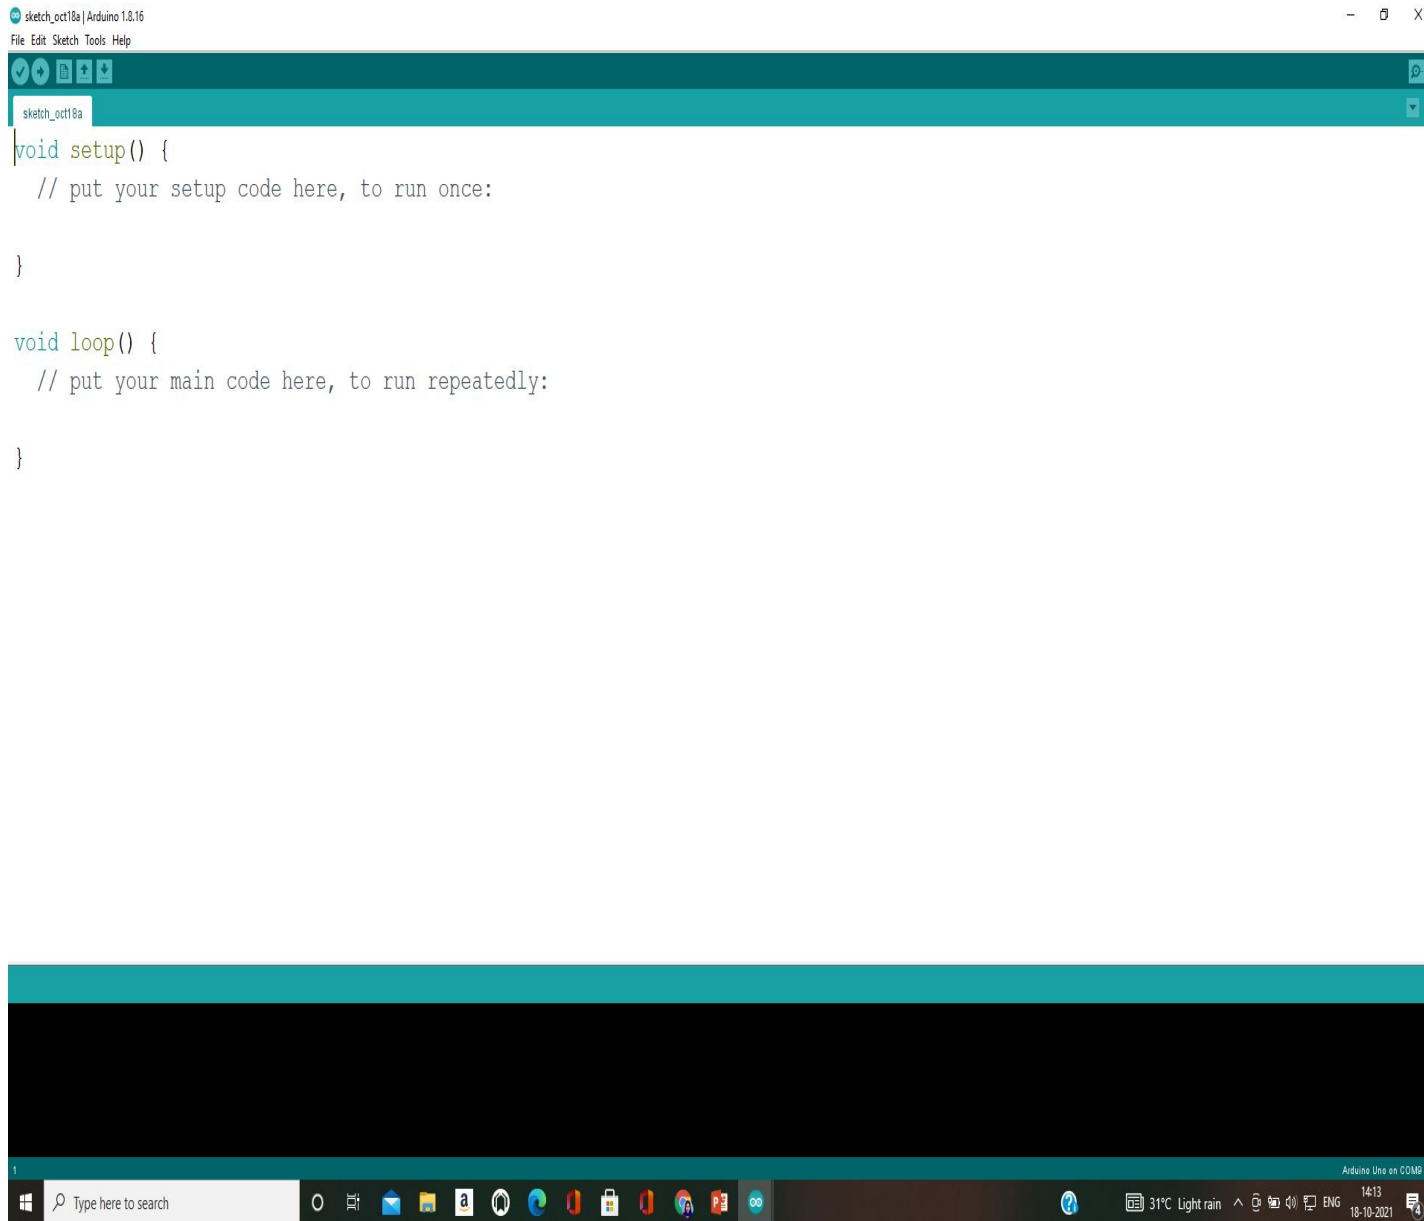 sketch_oct18a | Arduino 1.8.16
File Edit Sketch Tools Help
sketch_oct18a
void setup() {
  // put your setup code here, to run once:
}
void loop() {
  // put your main code here, to run repeatedly:
}
1
Arduino Uno on COM9
Type here to search
31°C Light rain
ENG
14:13
18-10-2021